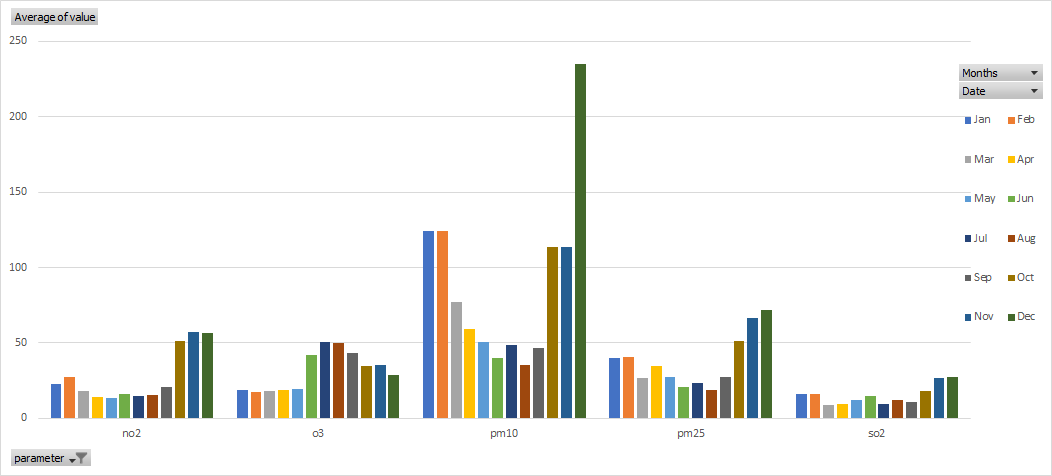 Average of value
250
200
150
100
50
0
no2 o3 pm10 pm25 so2
parameter
Months
Date
Jan Feb
Mar Apr
May Jun
Jul Aug
Sep Oct
Nov Dec